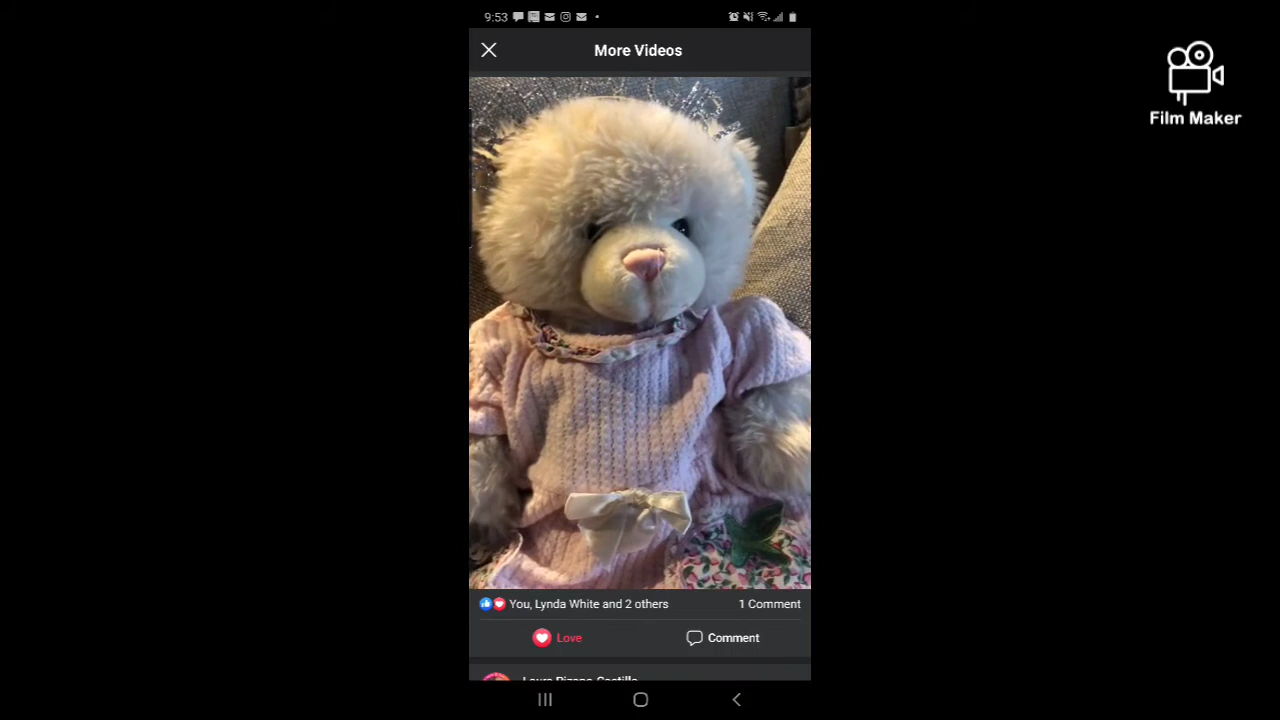 9:53
More Videos
Film Maker
You, Lynda White and 2 others
1 Comment
Love
Comment